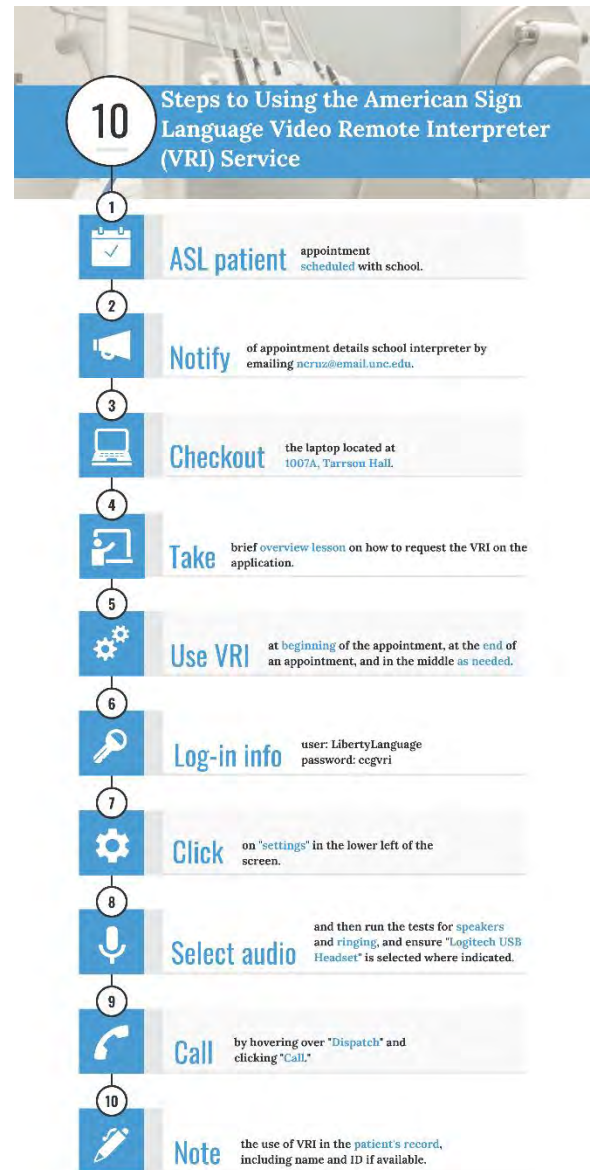 10
Steps to Using the American Sign
Language Video Remote Interpreter
(VRI) Service
1
ASL patient
appointment
scheduled with school.
2
Notify
of appointment details school interpreter by
emailing ncruz@email.unc.edu.
3
Checkout
the laptop located at
1007A, Tarrson Hall.
4
Take
brief overview lesson on how to request the VRI on the
application.
5
Use VRI
at beginning of the appointment, at the end of
an appointment, and in the middle as needed.
6
Log-in info
user: LibertyLanguage
password: ccgvri
7
Click
on "settings" in the lower left of the
screen.
8
Select audio
and then run the tests for speakers
and ringing, and ensure "Logitech USB
Headset" is selected where indicated.
9
Call
by hovering over "Dispatch" and
clicking "Call."
10
Note
the use of VRI in the patient's record,
including name and ID if available.